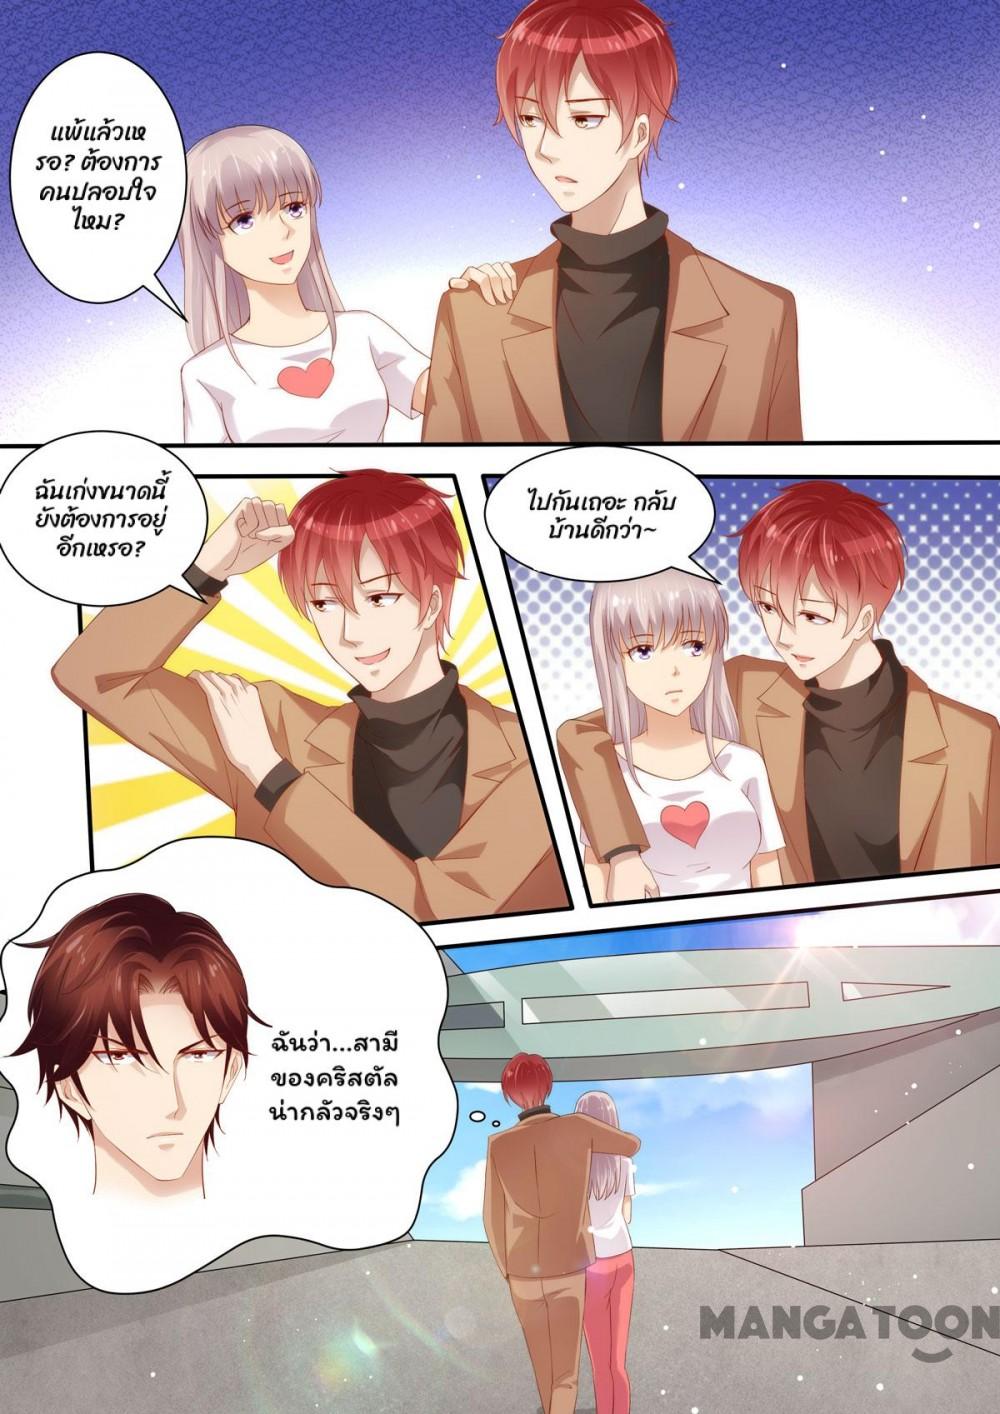 แพ้แล้วเห
รอ? ต้องการ
คนปลอบใจ
ไหม?
ฉันเก่งขนาดนี้
ยังต้องการอยู่
อีกเหรอ?
ไปกันเถอะ กลับ
บ้านดีกว่า~
ฉันว่า...สามี
ของคริสตัล
น่ากลัวจริงๆ
MANGATOON